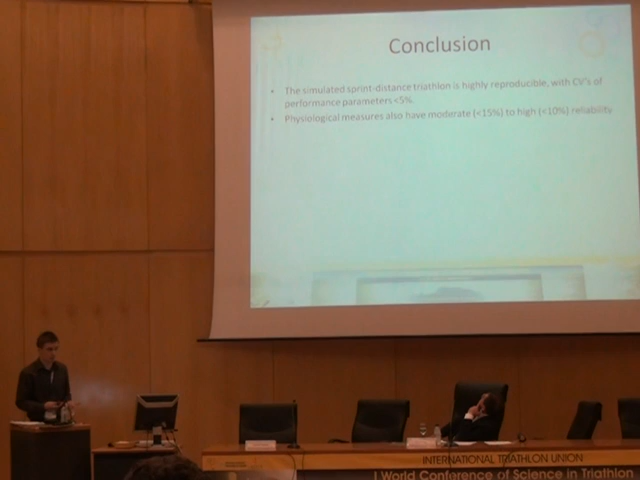 Conclusion
• The simulated sprint-distance triathlon is highly reproducible, with CV's of
performance parameters <5%.
• Physiological measures also have moderate (<15%) to high (<10%) reliability
INTERNATIONAL TRIATHLON UNION
I World Conference of Science in Triathlon